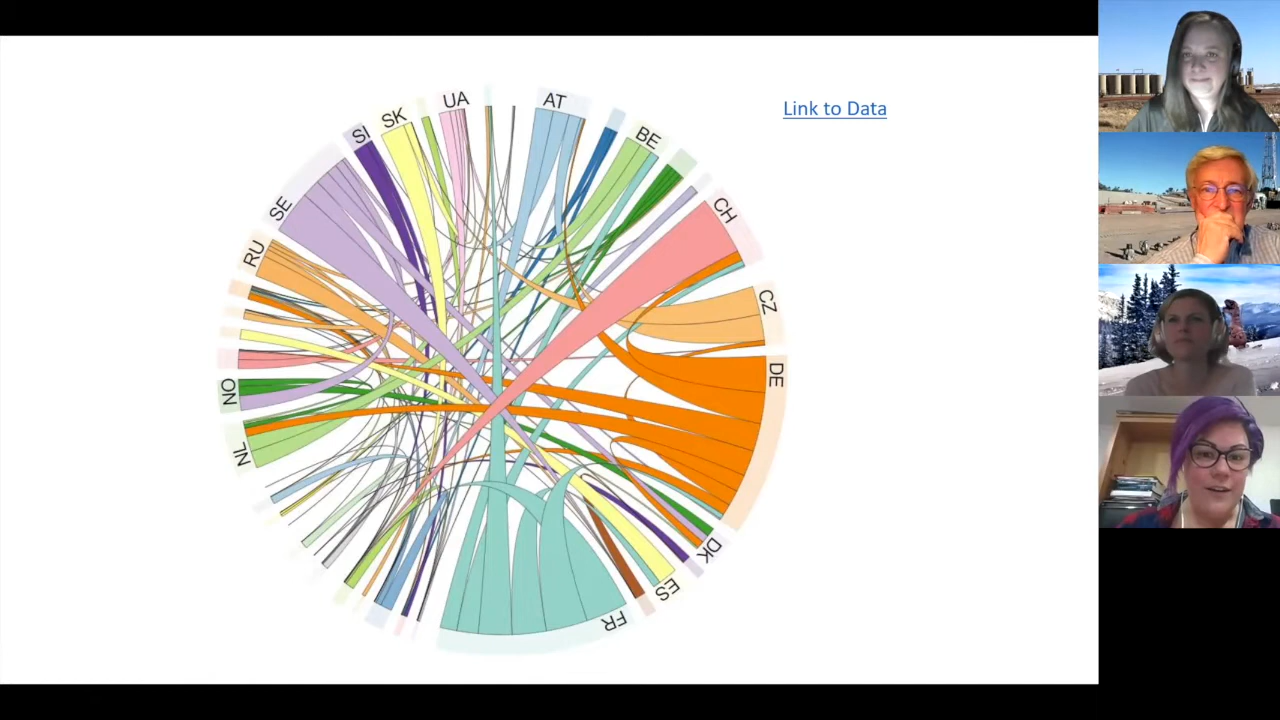 UA
AT
SK
BE
SI
Link to Data
SE
CH
RU
CZ
DE
NO
NL
DK
ES
FR